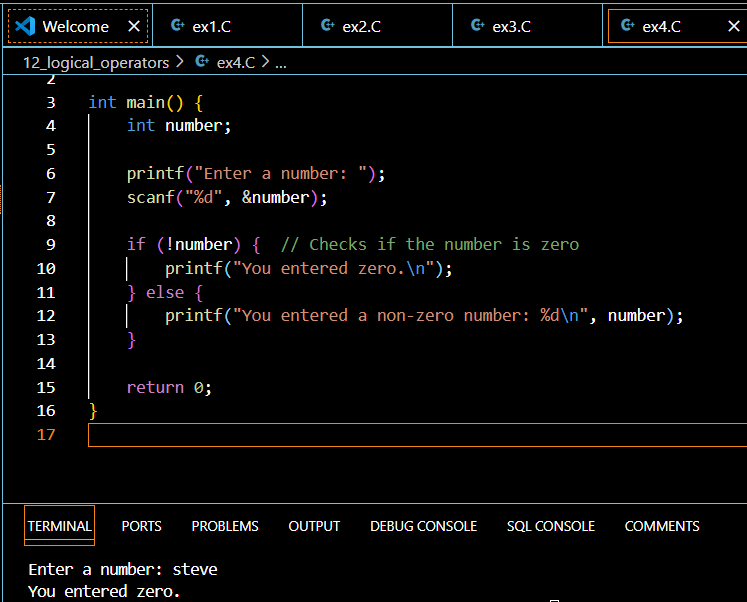 Welcome ex1.C ex2.C ex3.C ex4.C
12_logical_operators > ex4.C > ...
2
3 int main() {
4 int number;
5
6 printf("Enter a number: ");
7 scanf("%d", &number);
8
9 if (!number) { // Checks if the number is zero
10 printf("You entered zero.\n");
11 } else {
12 printf("You entered a non-zero number: %d\n", number);
13 }
14
15 return 0;
16 }
17
TERMINAL PORTS PROBLEMS OUTPUT DEBUG CONSOLE SQL CONSOLE COMMENTS
Enter a number: steve
You entered zero.